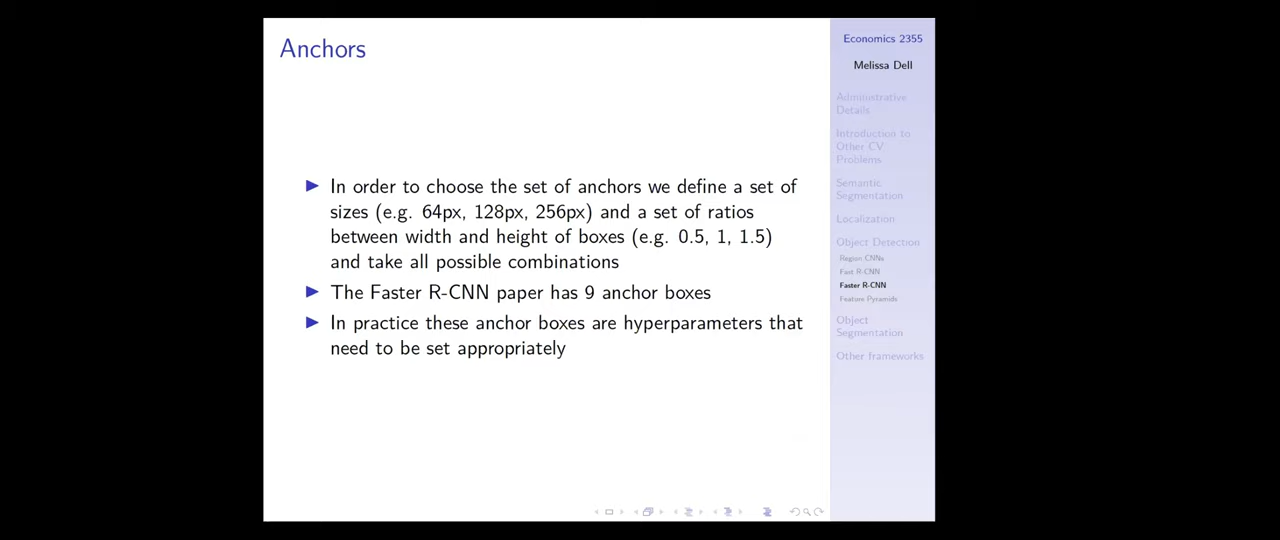 Anchors
▶ In order to choose the set of anchors we define a set of
sizes (e.g. 64px, 128px, 256px) and a set of ratios
between width and height of boxes (e.g. 0.5, 1, 1.5)
and take all possible combinations
▶ The Faster R-CNN paper has 9 anchor boxes
▶ In practice these anchor boxes are hyperparameters that
need to be set appropriately
Economics 2355
Melissa Dell
Administrative
Details
Introduction to
Other CV
Problems
Semantic
Segmentation
Localization
Object Detection
Region CNNs
Fast R-CNN
Faster R-CNN
Feature Pyramids
Object
Segmentation
Other frameworks